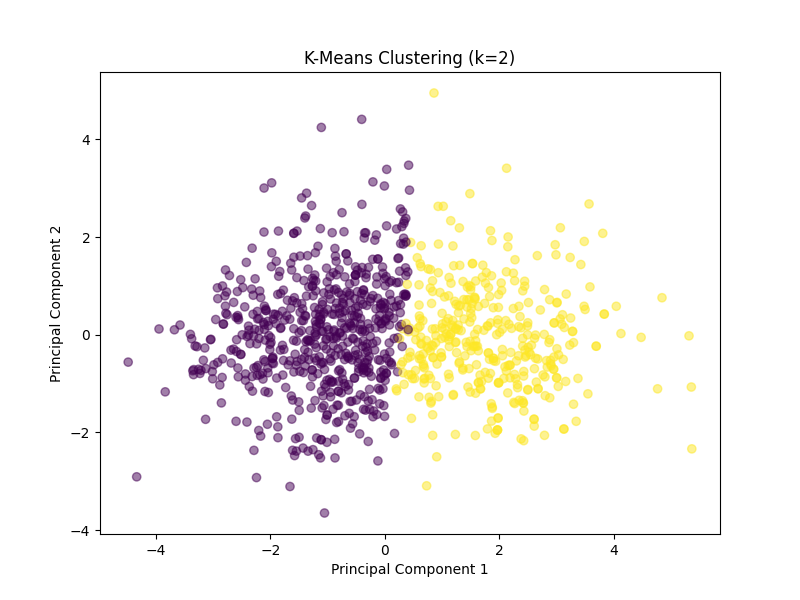 K-Means Clustering (k=2)
4
2
0
−2
−4
Principal Component 2
−4 −2 0 2 4
Principal Component 1